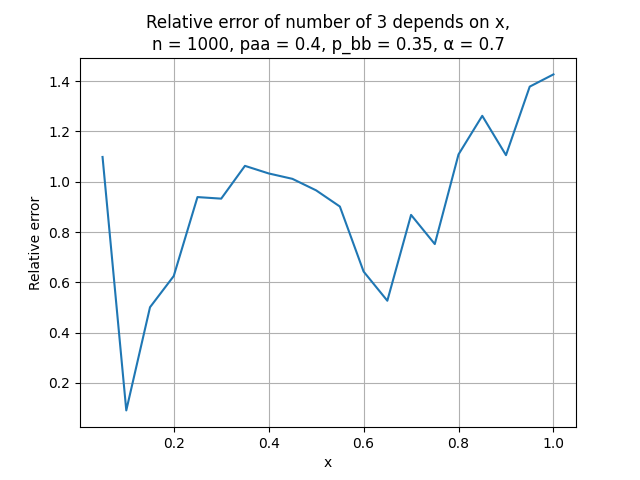 Relative error of number of 3 depends on x,
n = 1000, paa = 0.4, p_bb = 0.35, α = 0.7
1.4
1.2
1.0
0.8
0.6
0.4
0.2
Relative error
0.2 0.4 0.6 0.8 1.0
x